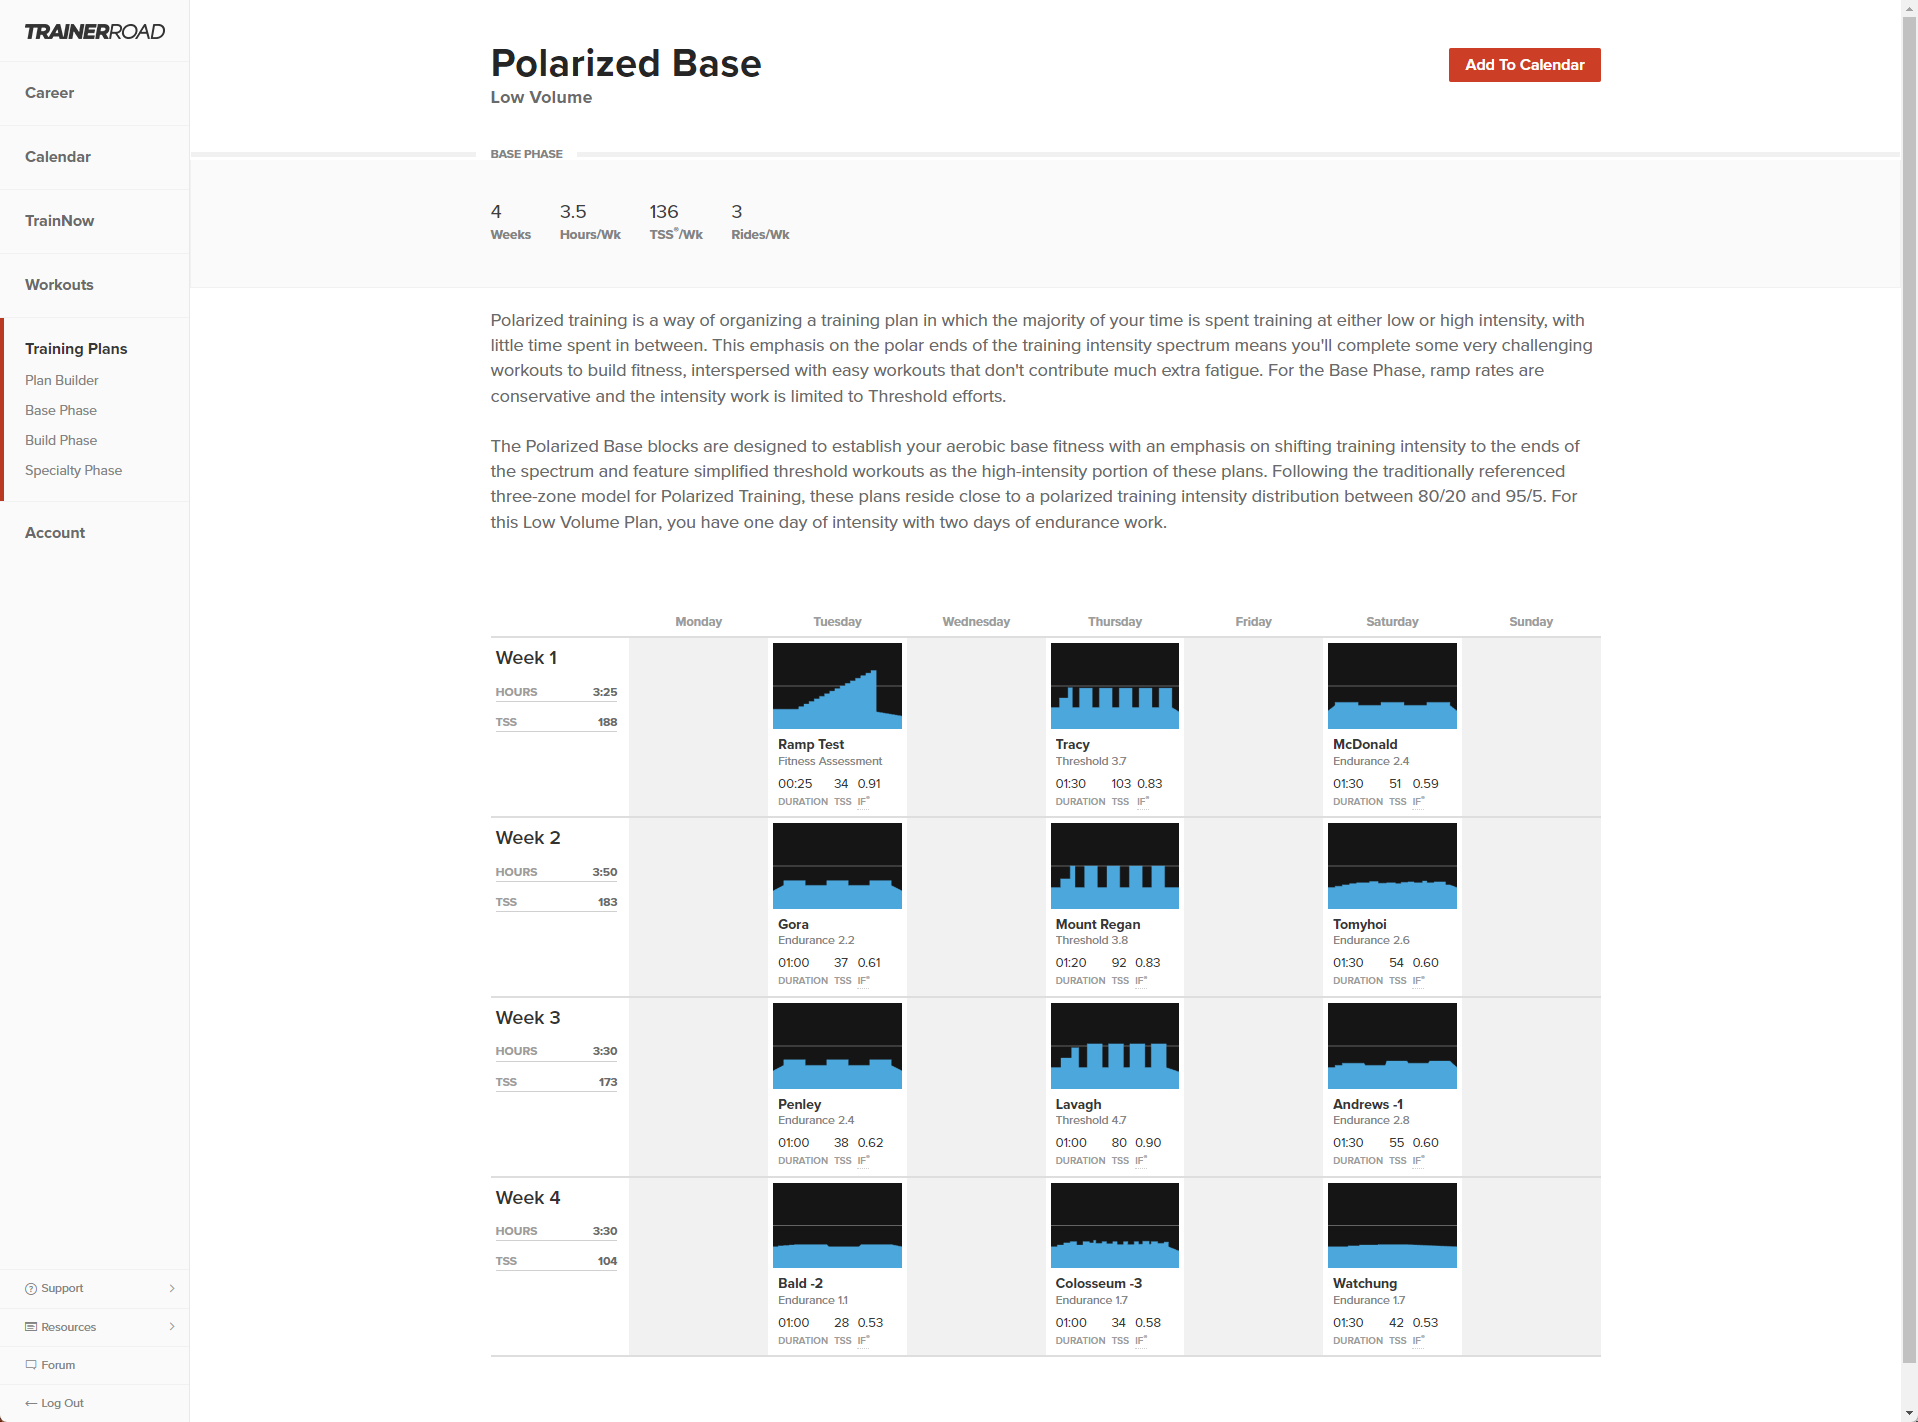 TRAINERROAD
Career
Calendar
TrainNow
Workouts
Training Plans
Plan Builder
Base Phase
Build Phase
Specialty Phase
Account
Support
Resources
Forum
Log Out
Polarized Base
Low Volume
Add To Calendar
BASE PHASE
4 3.5 136 3
Weeks Hours/Wk TSS®/Wk Rides/Wk
Polarized training is a way of organizing a training plan in which the majority of your time is spent training at either low or high intensity, with
little time spent in between. This emphasis on the polar ends of the training intensity spectrum means you'll complete some very challenging
workouts to build fitness, interspersed with easy workouts that don't contribute much extra fatigue. For the Base Phase, ramp rates are
conservative and the intensity work is limited to Threshold efforts.
The Polarized Base blocks are designed to establish your aerobic base fitness with an emphasis on shifting training intensity to the ends of
the spectrum and feature simplified threshold workouts as the high-intensity portion of these plans. Following the traditionally referenced
three-zone model for Polarized Training, these plans reside close to a polarized training intensity distribution between 80/20 and 95/5. For
this Low Volume Plan, you have one day of intensity with two days of endurance work.
Monday Tuesday Wednesday Thursday Friday Saturday Sunday
Week 1
HOURS 3:25
TSS 188
Ramp Test
Fitness Assessment
00:25 34 0.91
DURATION TSS IF®
Tracy
Threshold 3.7
01:30 103 0.83
DURATION TSS IF®
McDonald
Endurance 2.4
01:30 51 0.59
DURATION TSS IF®
Week 2
HOURS 3:50
TSS 183
Gora
Endurance 2.2
01:00 37 0.61
DURATION TSS IF®
Mount Regan
Threshold 3.8
01:20 92 0.83
DURATION TSS IF®
Tomyhoi
Endurance 2.6
01:30 54 0.60
DURATION TSS IF®
Week 3
HOURS 3:30
TSS 173
Penley
Endurance 2.4
01:00 38 0.62
DURATION TSS IF®
Lavagh
Threshold 4.7
01:00 80 0.90
DURATION TSS IF®
Andrews -1
Endurance 2.8
01:30 55 0.60
DURATION TSS IF®
Week 4
HOURS 3:30
TSS 104
Bald -2
Endurance 1.1
01:00 28 0.53
DURATION TSS IF®
Colosseum -3
Endurance 1.7
01:00 34 0.58
DURATION TSS IF®
Watchung
Endurance 1.7
01:30 42 0.53
DURATION TSS IF®